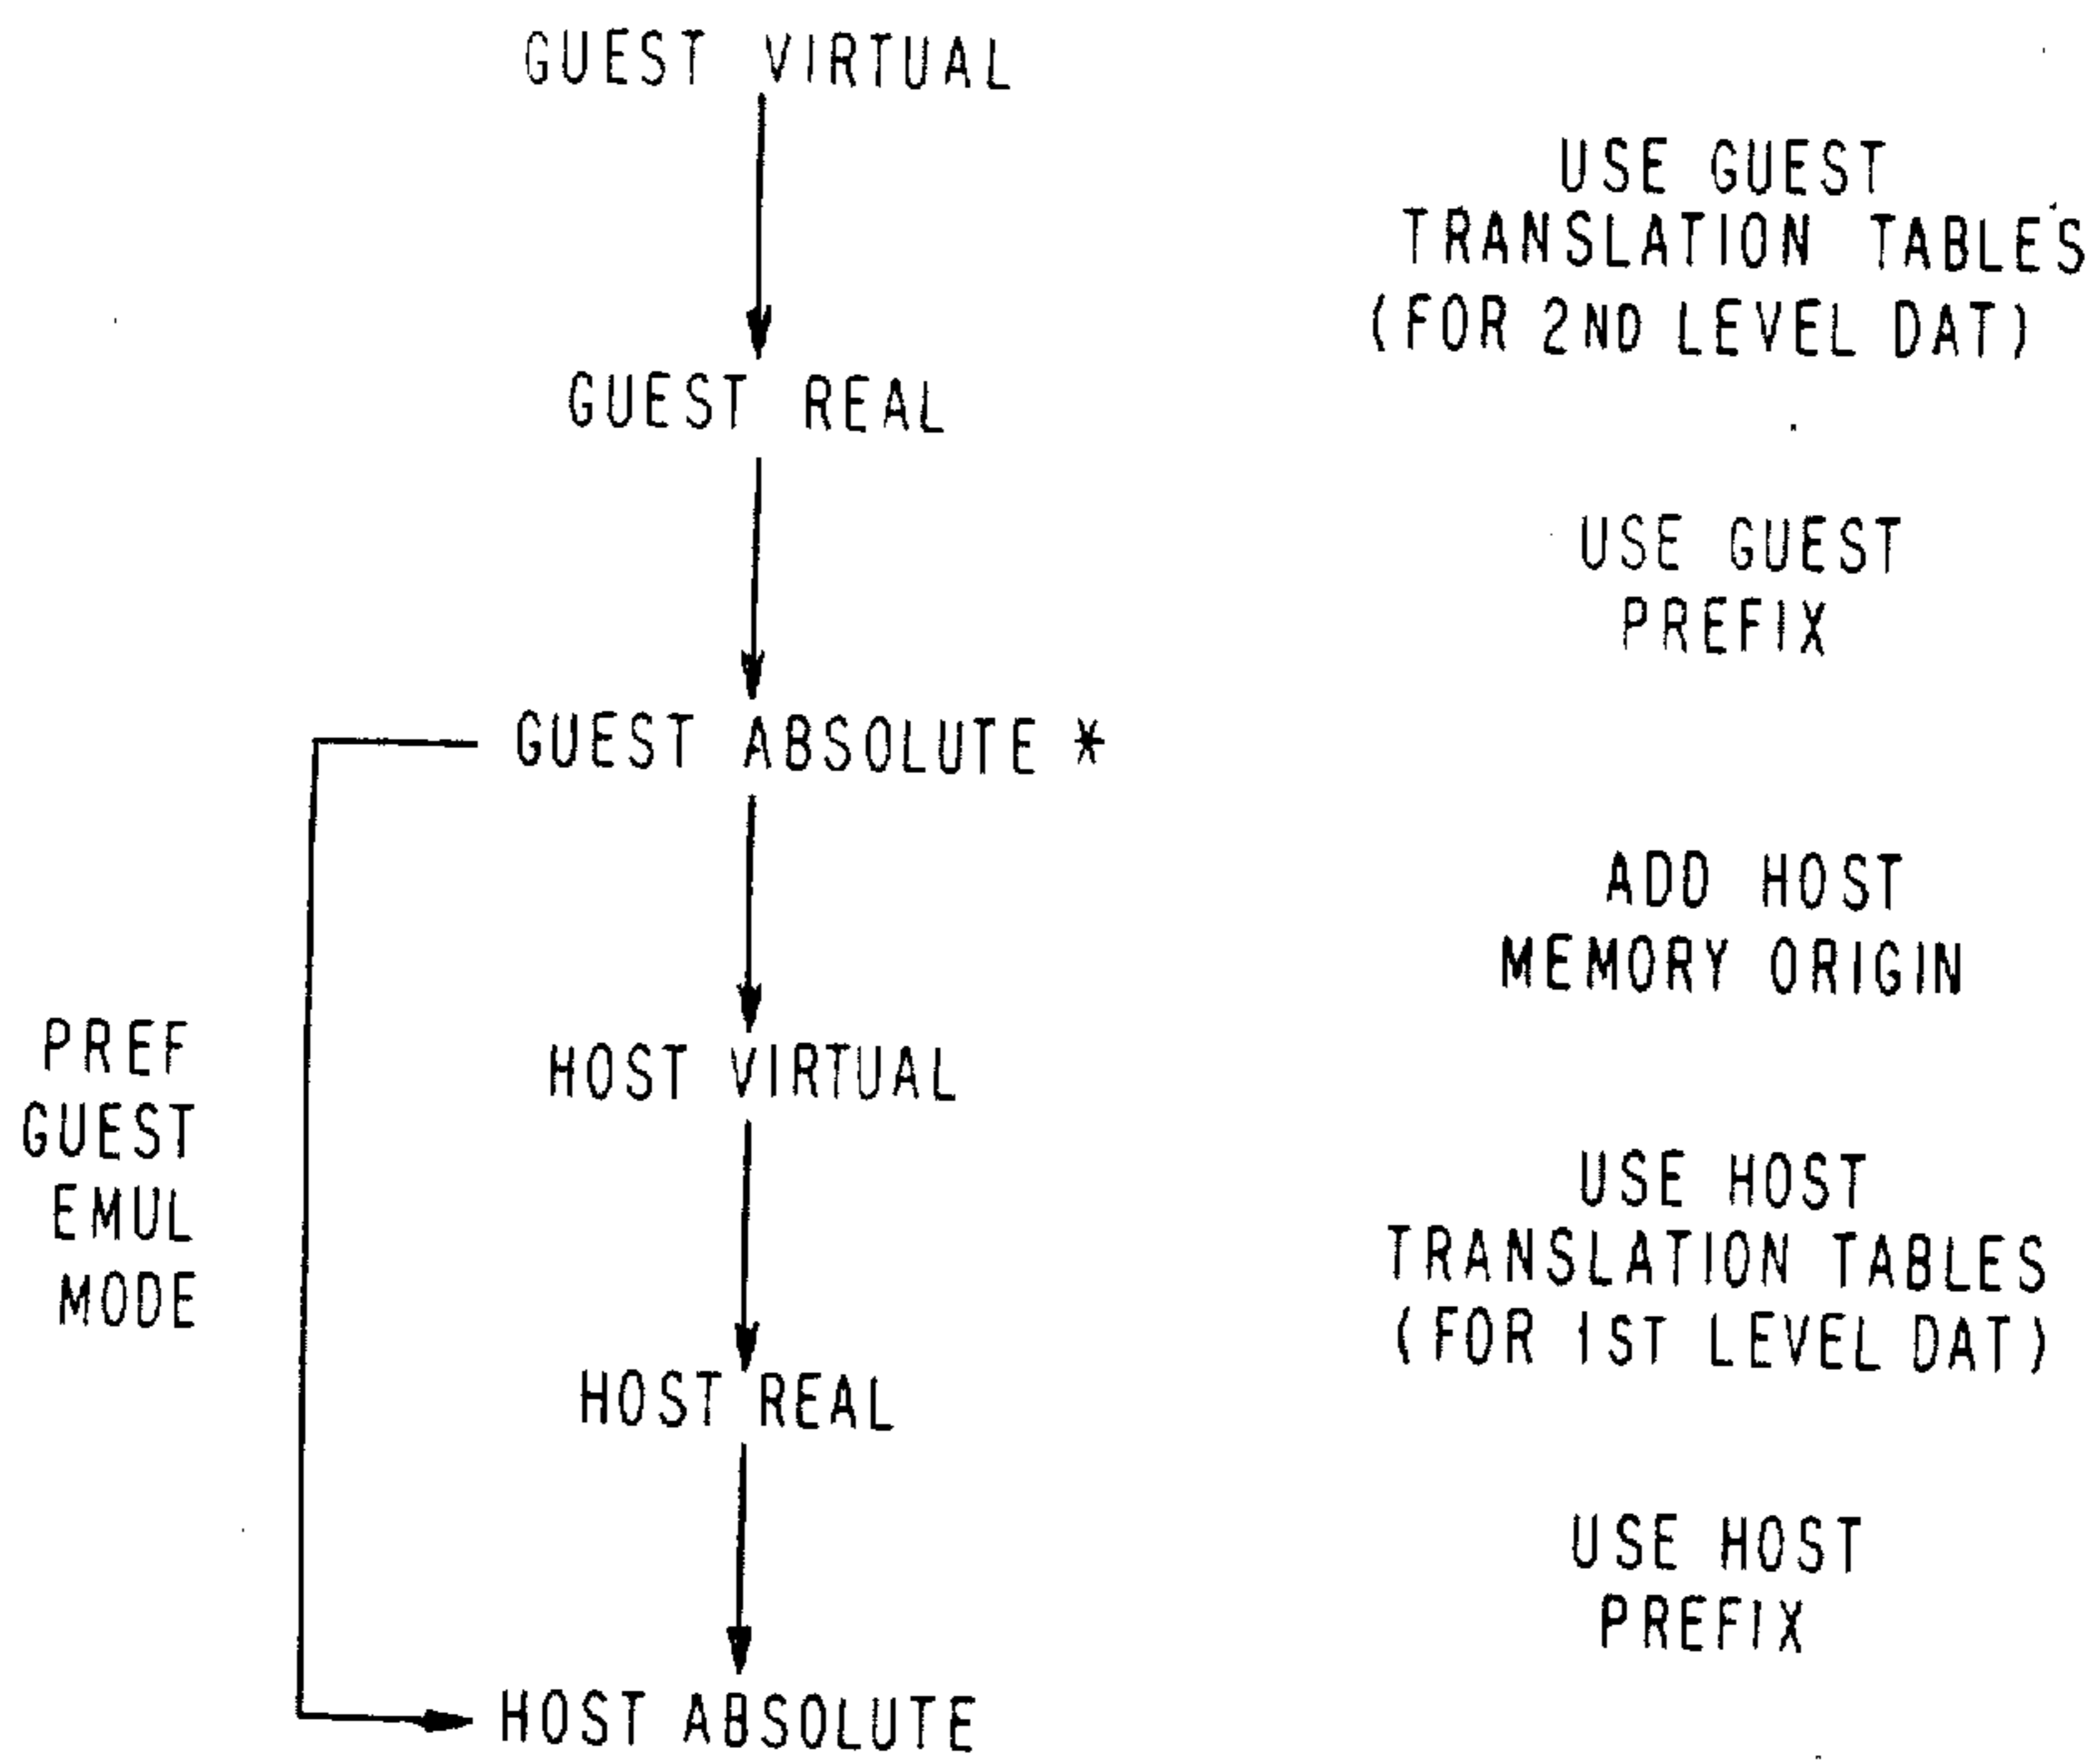 GUEST VIRTUAL
USE GUEST
TRANSLATION TABLES
(FOR 2ND LEVEL DAT)
GUEST REAL
USE GUEST
PREFIX
GUEST ABSOLUTE *
ADD HOST
MEMORY ORIGIN
PREF
GUEST
EMUL
MODE
HOST VIRTUAL
USE HOST
TRANSLATION TABLES
(FOR 1ST LEVEL DAT)
HOST REAL
USE HOST
PREFIX
HOST ABSOLUTE